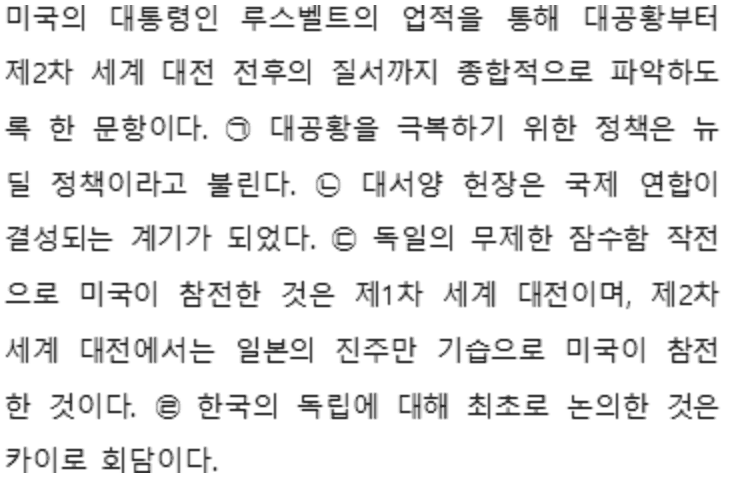 미국의 대통령인 루스벨트의 업적을 통해 대공황부터
제2차 세계 대전 전후의 질서까지 종합적으로 파악하도
록 한 문항이다. ㉠ 대공황을 극복하기 위한 정책은 뉴
딜 정책이라고 불린다. ㉡ 대서양 헌장은 국제 연합이
결성되는 계기가 되었다. ㉢ 독일의 무제한 잠수함 작전
으로 미국이 참전한 것은 제1차 세계 대전이며, 제2차
세계 대전에서는 일본의 진주만 기습으로 미국이 참전
한 것이다. ㉣ 한국의 독립에 대해 최초로 논의한 것은
카이로 회담이다.